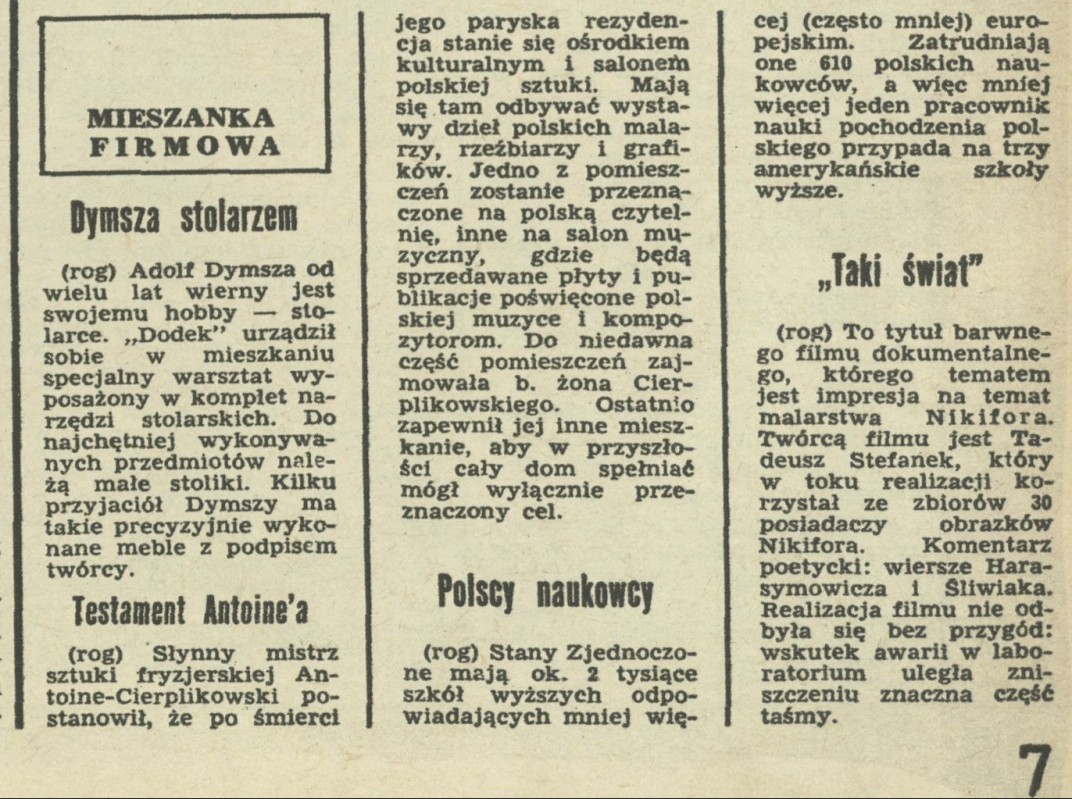 MIESZANKA
FIRMOWA
Dymsza stolarzem
(rog) Adolf Dymsza od
wielu lat wierny jest
swojemu hobby — sto-
larce. „Dodek” urządził
sobie w mieszkaniu
specjalny warsztat wy-
posażony w komplet na-
rzędzi stolarskich. Do
najchętniej wykonywa-
nych przedmiotów nale-
żą małe stoliki. Kilku
przyjaciół Dymszy ma
takie precyzyjnie wyko-
nane meble z podpisem
twórcy.
Testament Antoine'a
(rog) Słynny mistrz
sztuki fryzjerskiej An-
toine-Cierplikowski po-
stanowił, że po śmierci
jego paryska rezyden-
cja stanie się ośrodkiem
kulturalnym i salonem
polskiej sztuki. Mają
się tam odbywać wysta-
wy dzieł polskich mala-
rzy, rzeźbiarzy i grafi-
ków. Jedno z pomiesz-
czeń zostanie przezna-
czone na polską czytel-
nię, inne na salon mu-
zyczny, gdzie będą
sprzedawane płyty i pu-
blikacje poświęcone pol-
skiej muzyce i kompo-
zytorom. Do niedawna
część pomieszczeń zaj-
mowała b. żona Cier-
plikowskiego. Ostatnio
zapewnił jej inne miesz-
kanie, aby w przyszło-
ści cały dom spełniać
mógł wyłącznie prze-
znaczony cel.
Polscy naukowcy
(rog) Stany Zjednoczo-
ne mają ok. 2 tysiące
szkół wyższych odpo-
wiadających mniej wię-
cej (często mniej) euro-
pejskim. Zatrudniają
one 610 polskich nau-
kowców, a więc mniej
więcej jeden pracownik
nauki pochodzenia pol-
skiego przypada na trzy
amerykańskie szkoły
wyższe.
„Taki świat”
(rog) To tytuł barwne-
go filmu dokumentalne-
go, którego tematem
jest impresja na temat
malarstwa Nikifora.
Twórcą filmu jest Ta-
deusz Stefanek, który
w toku realizacji ko-
rzystał ze zbiorów 30
posiadaczy obrazków
Nikifora. Komentarz
poetycki: wiersze Hara-
symowicza i Śliwiaka.
Realizacja filmu nie od-
była się bez przygód:
wskutek awarii w labo-
ratorium uległa zni-
szczeniu znaczna część
taśmy.
7